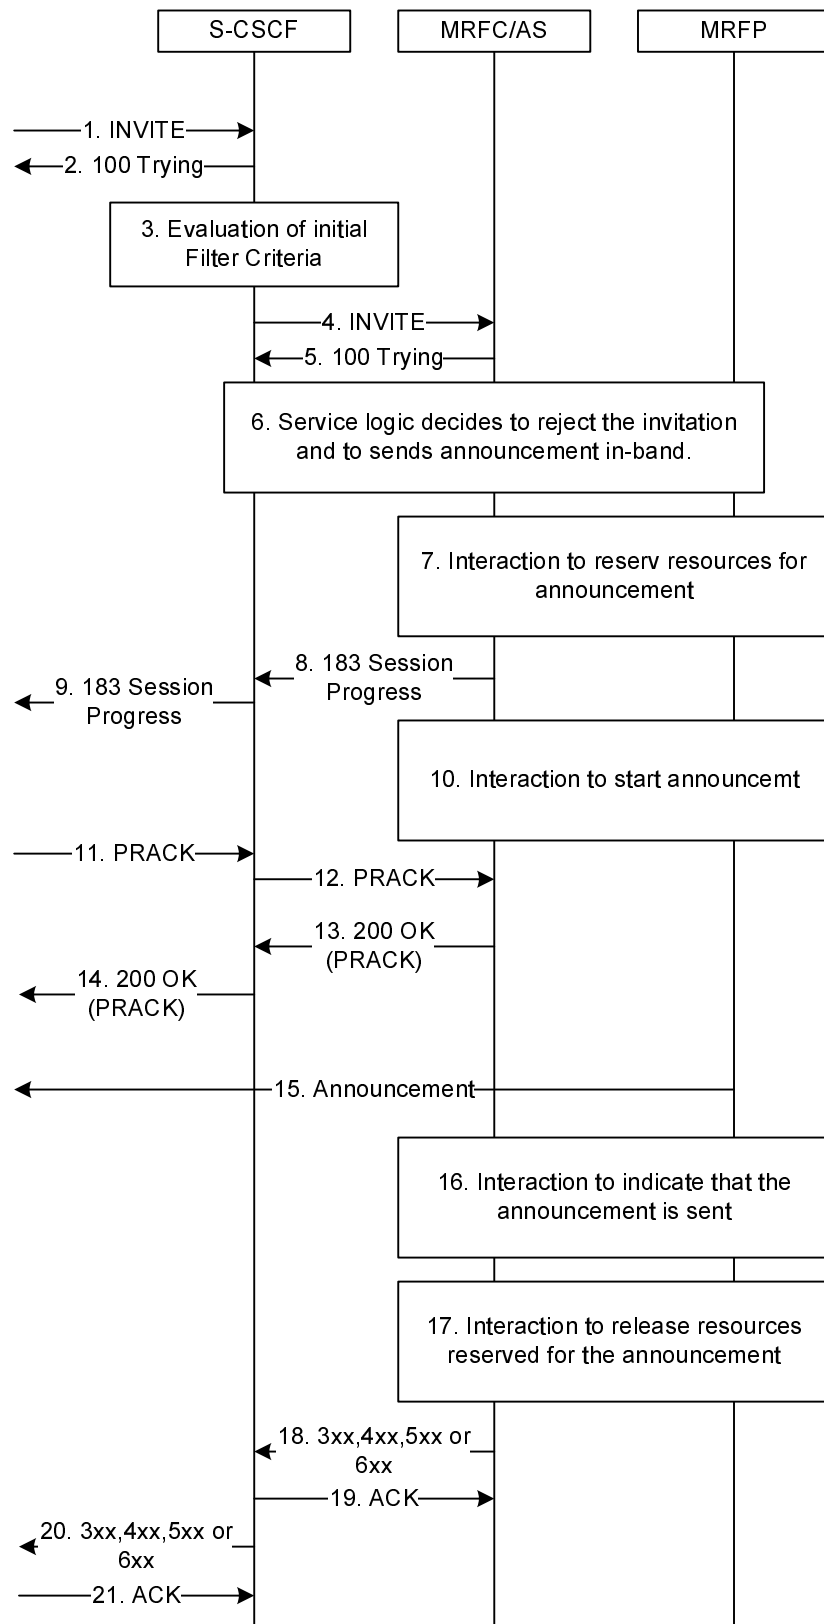 S-CSCF
MRFC/AS
MRFP
1. INVITE
2. 100 Trying
3. Evaluation of initial
Filter Criteria
4. INVITE
5. 100 Trying
6. Service logic decides to reject the invitation
and to sends announcement in-band.
7. Interaction to reserv resources for
announcement
8. 183 Session
Progress
9. 183 Session
Progress
10. Interaction to start announcemt
11. PRACK
12. PRACK
13. 200 OK
(PRACK)
14. 200 OK
(PRACK)
15. Announcement
16. Interaction to indicate that the
announcement is sent
17. Interaction to release resources
reserved for the announcement
18. 3xx,4xx,5xx or
6xx
19. ACK
20. 3xx,4xx,5xx or
6xx
21. ACK